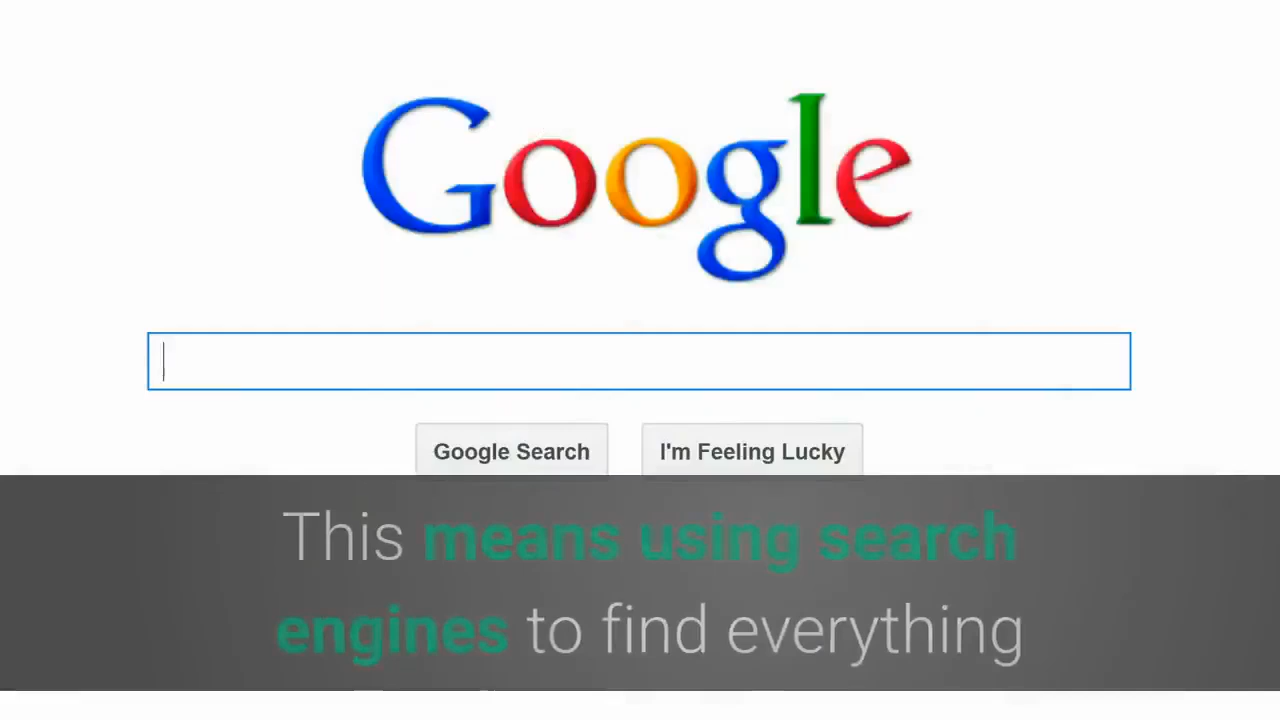 Google
Google Search
I'm Feeling Lucky
This means using search
engines to find everything